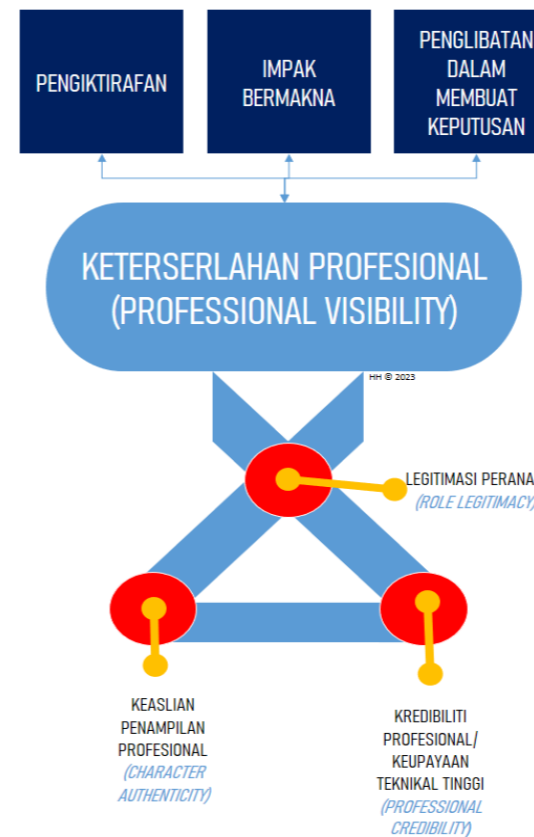 PENGIKTIRAFAN
IMPAK
BERMAKNA
PENGLIBATAN
DALAM
MEMBUAT
KEPUTUSAN
KETERSERLAHAN PROFESIONAL
(PROFESSIONAL VISIBILITY)
HH © 2023
LEGITIMASI PERANA
(ROLE LEGITIMACY)
KEASLIAN
PENAMPILAN
PROFESIONAL
(CHARACTER
AUTHENTICITY)
KREDIBILITI
PROFESIONAL/
KEUPAYAAN
TEKNIKAL TINGGI
(PROFESSIONAL
CREDIBILITY)